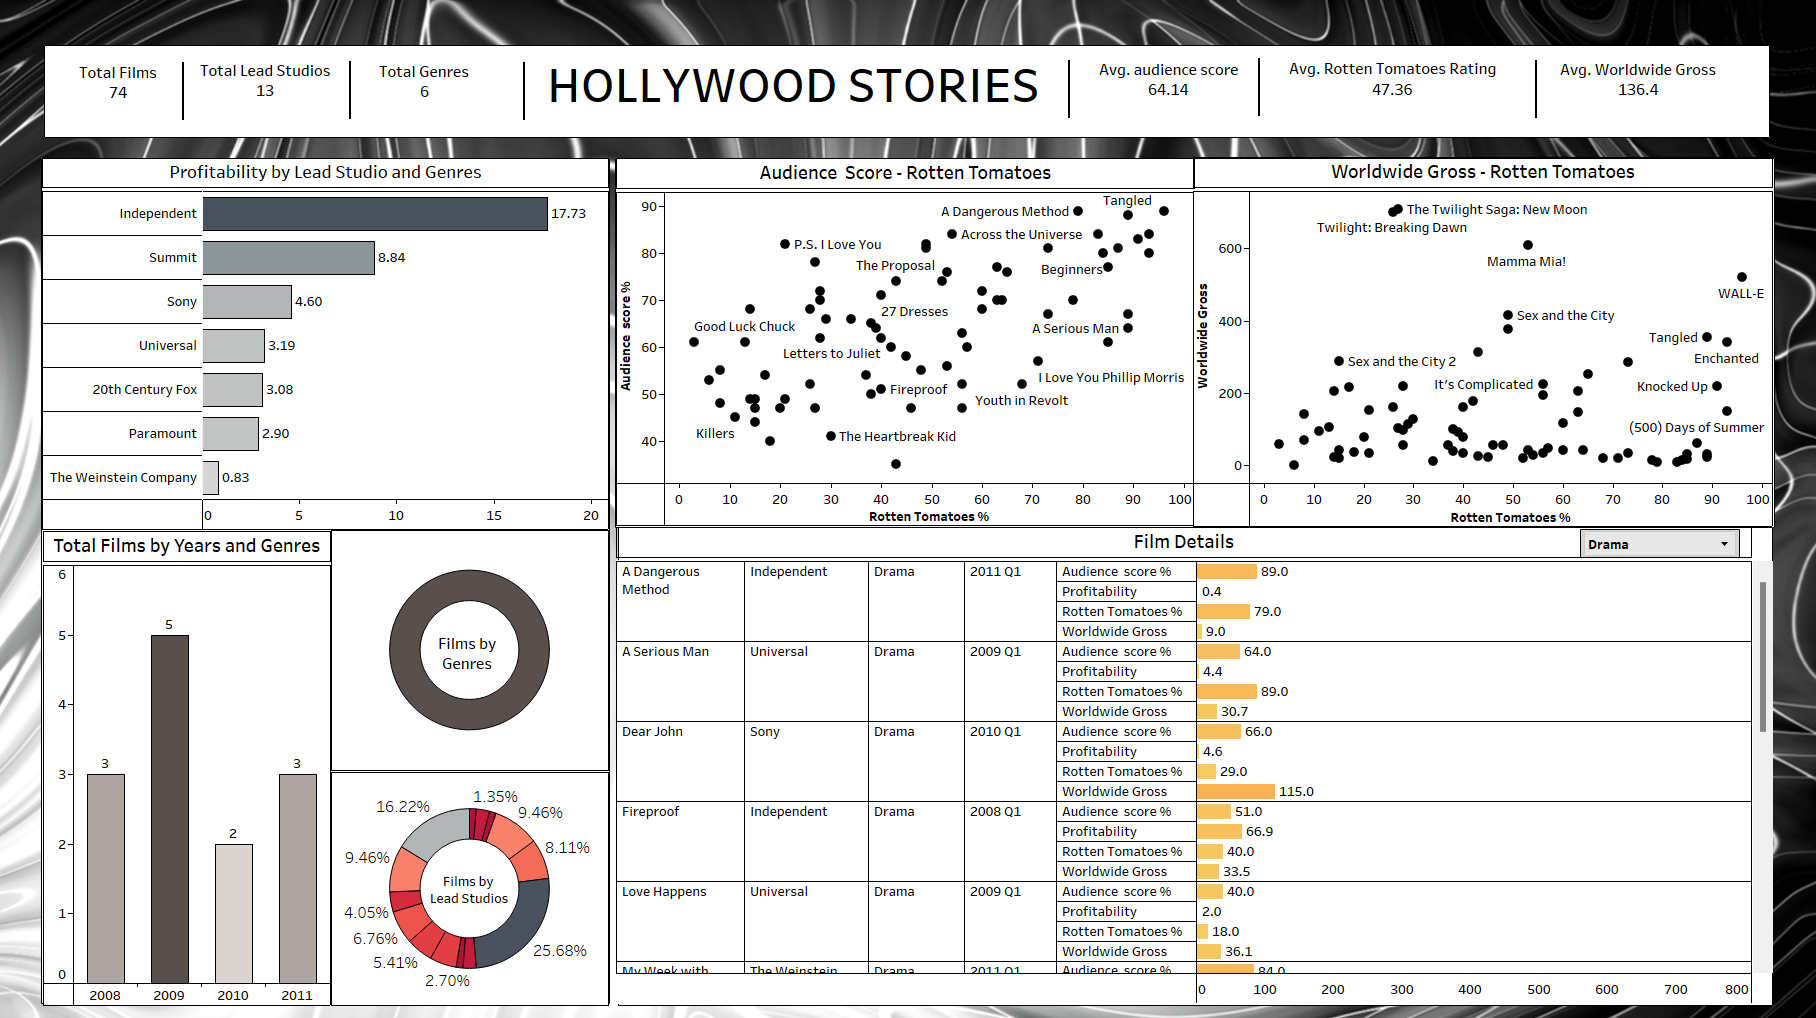 Total Films
74
Total Lead Studios
13
Total Genres
6
HOLLYWOOD STORIES
Avg. audience score
64.14
Avg. Rotten Tomatoes Rating
47.36
Avg. Worldwide Gross
136.4
Profitability by Lead Studio and Genres
Independent 17.73
Summit 8.84
Sony 4.60
Universal 3.19
20th Century Fox 3.08
Paramount 2.90
The Weinstein Company 0.83
0 5 10 15 20
Audience Score - Rotten Tomatoes
Audience score %
90
80
70
60
50
40
Tangled
A Dangerous Method
Across the Universe
P.S. I Love You
The Proposal
Beginners
27 Dresses
Good Luck Chuck
A Serious Man
Letters to Juliet
I Love You Phillip Morris
Fireproof
Youth in Revolt
Killers
The Heartbreak Kid
0 10 20 30 40 50 60 70 80 90 100
Rotten Tomatoes %
Worldwide Gross - Rotten Tomatoes
Worldwide Gross
600
400
200
0
The Twilight Saga: New Moon
Twilight: Breaking Dawn
Mamma Mia!
WALL-E
Sex and the City
Tangled
Enchanted
Sex and the City 2
It's Complicated
Knocked Up
(500) Days of Summer
0 10 20 30 40 50 60 70 80 90 100
Rotten Tomatoes %
Total Films by Years and Genres
6
5
4
3
2
1
0
3
5
2
3
2008 2009 2010 2011
Films by
Genres
16.22%
1.35%
9.46%
8.11%
9.46%
4.05%
6.76%
5.41%
2.70%
25.68%
Films by
Lead Studios
Film Details
Drama
A Dangerous Method Independent Drama 2011 Q1 Audience score % 89.0
Profitability 0.4
Rotten Tomatoes % 79.0
Worldwide Gross 9.0
A Serious Man Universal Drama 2009 Q1 Audience score % 64.0
Profitability 4.4
Rotten Tomatoes % 89.0
Worldwide Gross 30.7
Dear John Sony Drama 2010 Q1 Audience score % 66.0
Profitability 4.6
Rotten Tomatoes % 29.0
Worldwide Gross 115.0
Fireproof Independent Drama 2008 Q1 Audience score % 51.0
Profitability 66.9
Rotten Tomatoes % 40.0
Worldwide Gross 33.5
Love Happens Universal Drama 2009 Q1 Audience score % 40.0
Profitability 2.0
Rotten Tomatoes % 18.0
Worldwide Gross 36.1
My Week with The Weinstein Drama 2011 Q1 Audience score % 84.0
0 100 200 300 400 500 600 700 800